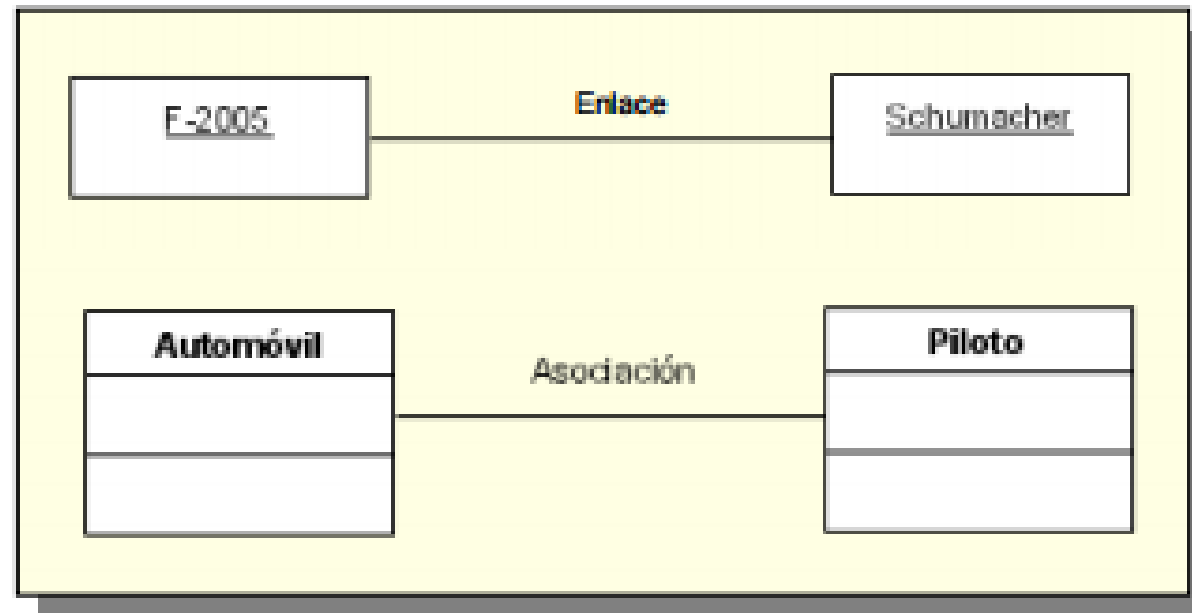 F-2005
Enlace
Schumacher
Automóvil
Asociación
Piloto